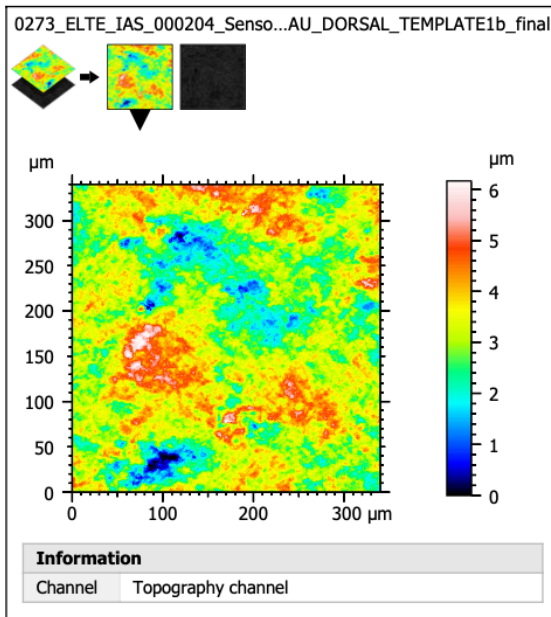 0273_ELTE_IAS_000204_Senso...AU_DORSAL_TEMPLATE1b_final
µm
µm
300
250
200
150
100
50
0
0 100 200 300 µm
6
5
4
3
2
1
0
Information
Channel Topography channel